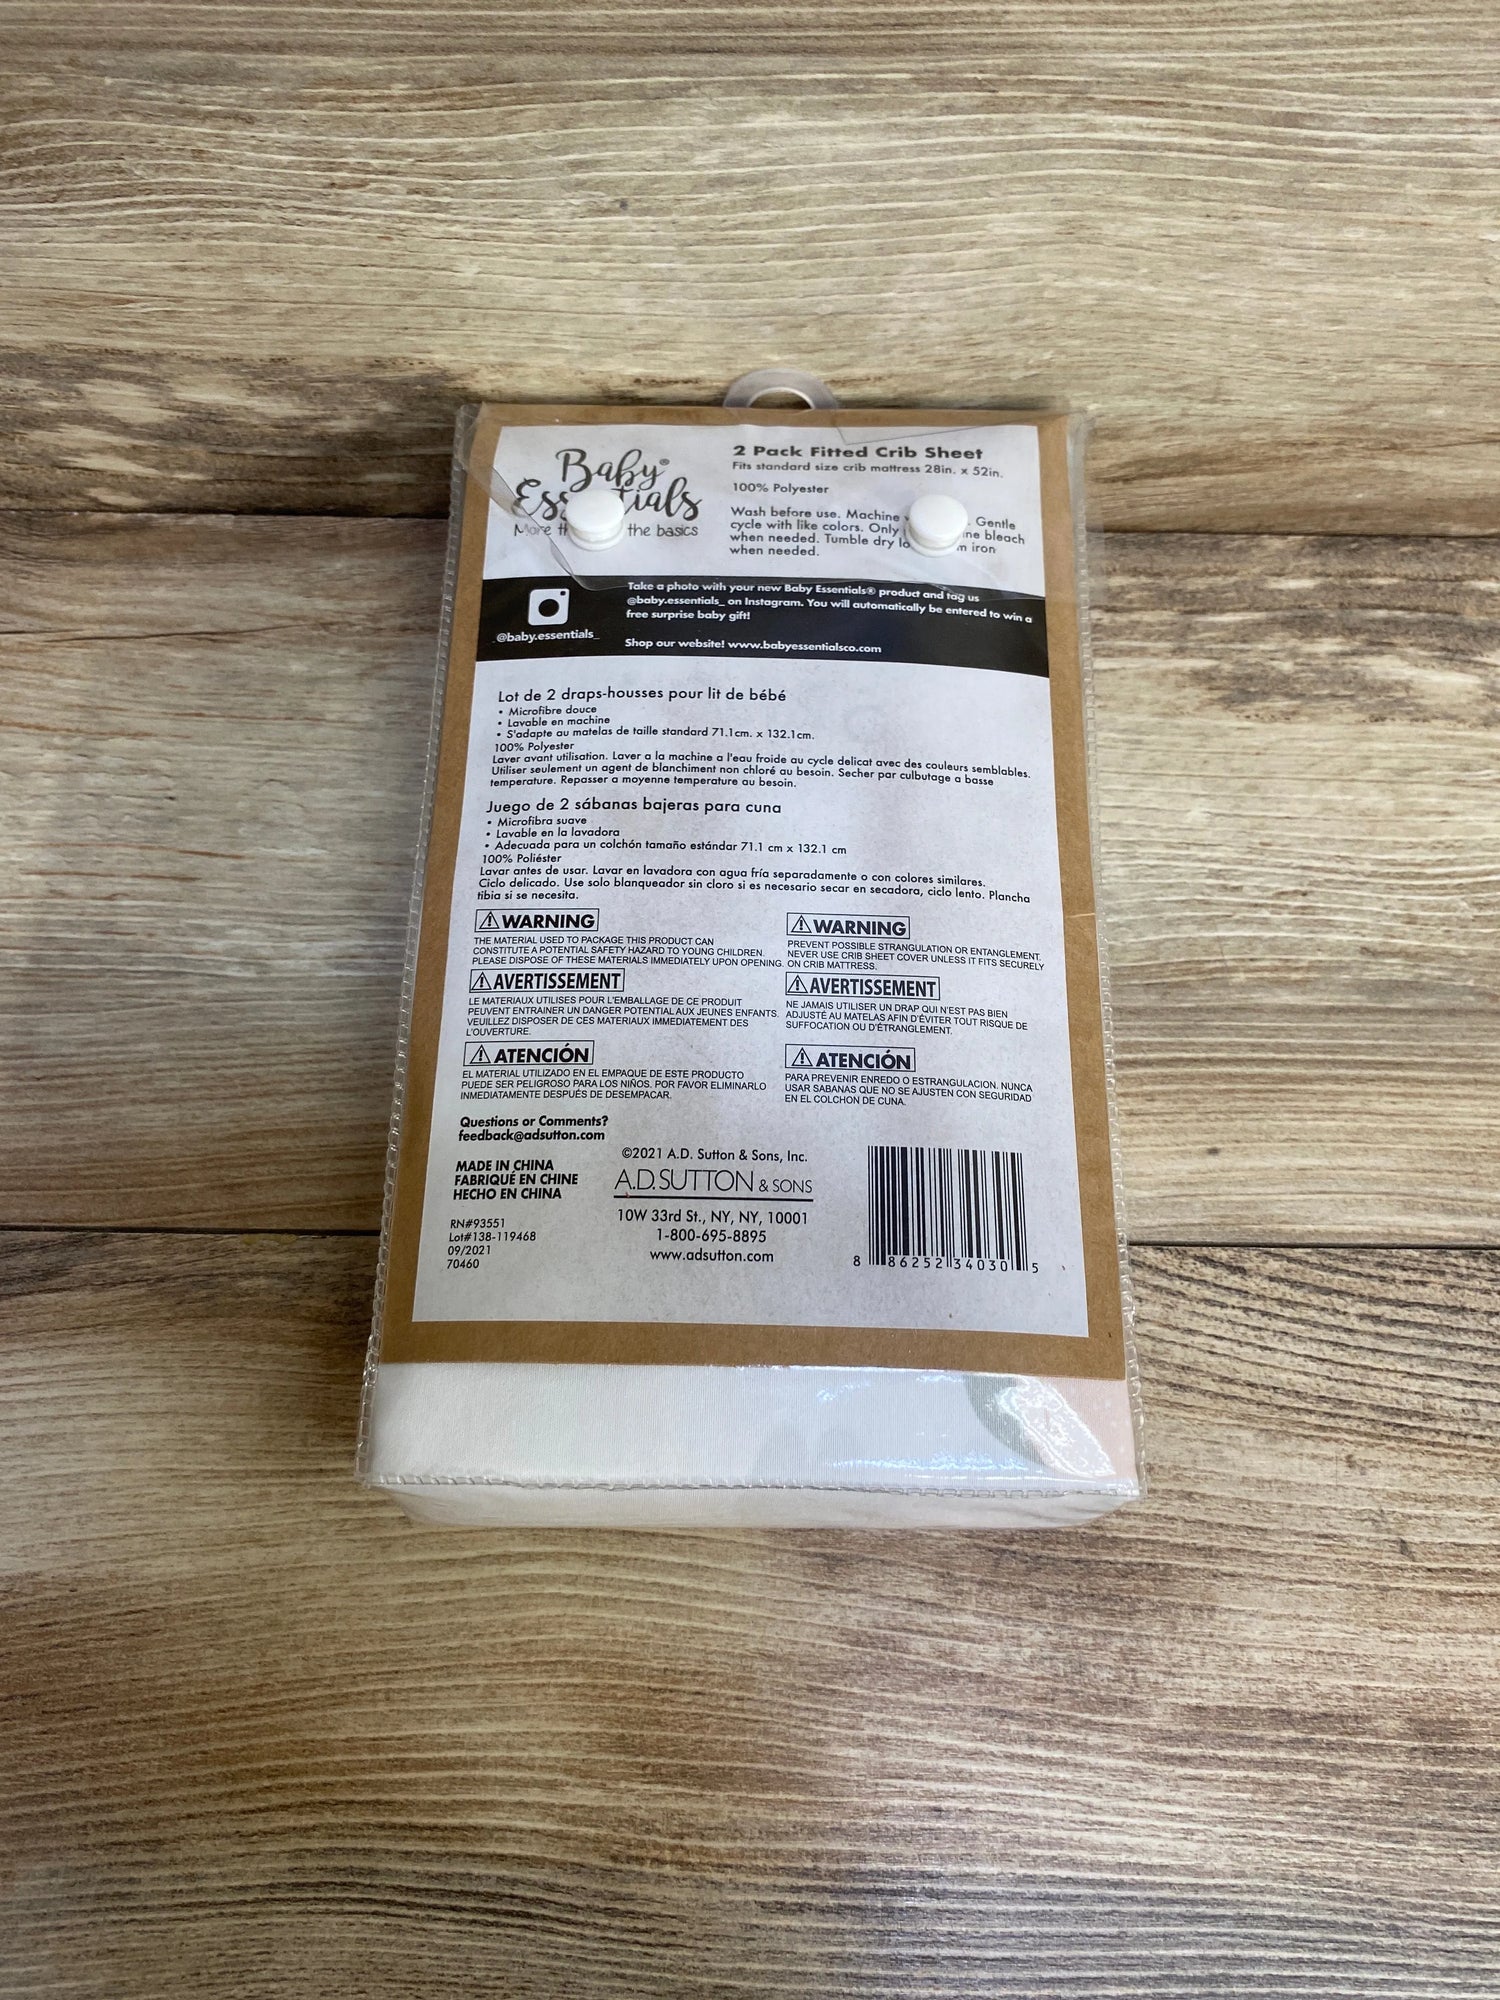 Baby®
Essentials
More the basics
2 Pack Fitted Crib Sheet
Fits standard size crib mattress 28in. x 52in.
100% Polyester
Wash before use. Machine Gentle
cycle with like colors. Only bleach
when needed. Tumble dry iron
when needed.
@baby.essentials_
Take a photo with your new Baby Essentials® product and tag us
@baby.essentials_ on Instagram. You will automatically be entered to win a
free surprise baby gift!
Shop our website! www.babyessentialsco.com
Lot de 2 draps-housses pour lit de bébé
• Microfibre douce
• Lavable en machine
• S'adapte au matelas de taille standard 71.1cm. x 132.1cm.
100% Polyester
Laver avant utilisation. Laver a la machine a l'eau froide au cycle delicat avec des couleurs semblables.
Utiliser seulement un agent de blanchiment non chloré au besoin. Secher par culbutage a basse
temperature. Repasser a moyenne temperature au besoin.
Juego de 2 sábanas bajeras para cuna
• Microfibra suave
• Lavable en la lavadora
• Adecuada para un colchón tamaño estándar 71.1 cm x 132.1 cm
100% Poliéster
Lavar antes de usar. Lavar en lavadora con agua fría separadamente o con colores similares.
Ciclo delicado. Use solo blanqueador sin cloro si es necesario secar en secadora, ciclo lento. Plancha
tibia si se necesita.
⚠ WARNING
THE MATERIAL USED TO PACKAGE THIS PRODUCT CAN
CONSTITUTE A POTENTIAL SAFETY HAZARD TO YOUNG CHILDREN.
PLEASE DISPOSE OF THESE MATERIALS IMMEDIATELY UPON OPENING.
⚠ AVERTISSEMENT
LE MATERIAUX UTILISES POUR L'EMBALLAGE DE CE PRODUIT
PEUVENT ENTRAINER UN DANGER POTENTIAL AUX JEUNES ENFANTS.
VEUILLEZ DISPOSER DE CES MATERIAUX IMMEDIATEMENT DES
L'OUVERTURE.
⚠ ATENCIÓN
EL MATERIAL UTILIZADO EN EL EMPAQUE DE ESTE PRODUCTO
PUEDE SER PELIGROSO PARA LOS NIÑOS. POR FAVOR ELIMINARLO
INMEDIATAMENTE DESPUÉS DE DESEMPACAR.
⚠ WARNING
PREVENT POSSIBLE STRANGULATION OR ENTANGLEMENT.
NEVER USE CRIB SHEET COVER UNLESS IT FITS SECURELY
ON CRIB MATTRESS.
⚠ AVERTISSEMENT
NE JAMAIS UTILISER UN DRAP QUI N'EST PAS BIEN
ADJUSTÉ AU MATELAS AFIN D'ÉVITER TOUT RISQUE DE
SUFFOCATION OU D'ÉTRANGLEMENT.
⚠ ATENCIÓN
PARA PREVENIR ENREDO O ESTRANGULACION. NUNCA
USAR SABANAS QUE NO SE AJUSTEN CON SEGURIDAD
EN EL COLCHON DE CUNA.
Questions or Comments?
feedback@adsutton.com
MADE IN CHINA
FABRIQUÉ EN CHINE
HECHO EN CHINA
RN#93551
Lot#138-119468
09/2021
70460
©2021 A.D. Sutton & Sons, Inc.
A.D. SUTTON & SONS
10W 33rd St., NY, NY, 10001
1-800-695-8895
www.adsutton.com
8 86252 34030 5